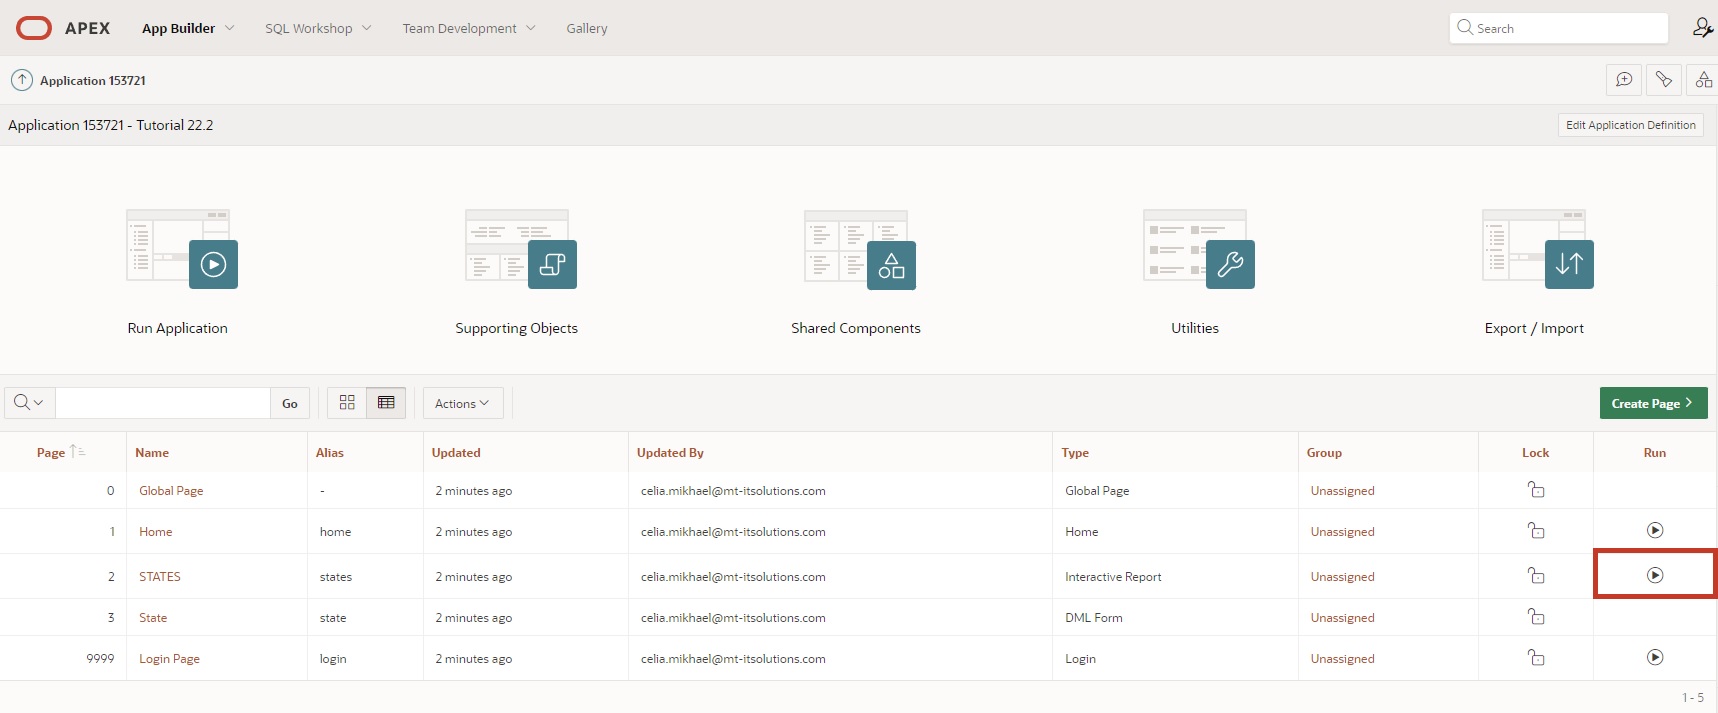 APEX App Builder SQL Workshop Team Development Gallery Search
Application 153721
Application 153721 - Tutorial 22.2 Edit Application Definition
Run Application Supporting Objects Shared Components Utilities Export / Import
Go Actions Create Page
Page Name Alias Updated Updated By Type Group Lock Run
0 Global Page - 2 minutes ago celia.mikhael@mt-itsolutions.com Global Page Unassigned
1 Home home 2 minutes ago celia.mikhael@mt-itsolutions.com Home Unassigned
2 STATES states 2 minutes ago celia.mikhael@mt-itsolutions.com Interactive Report Unassigned
3 State state 2 minutes ago celia.mikhael@mt-itsolutions.com DML Form Unassigned
9999 Login Page login 2 minutes ago celia.mikhael@mt-itsolutions.com Login Unassigned
1 - 5